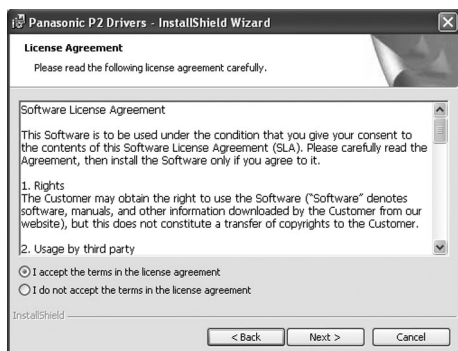 Panasonic P2 Drivers - InstallShield Wizard
License Agreement
Please read the following license agreement carefully.
Software License Agreement
This Software is to be used under the condition that you give your consent to
the contents of this Software License Agreement (SLA). Please carefully read the
Agreement, then install the Software only if you agree to it.
1. Rights
The Customer may obtain the right to use the Software ("Software" denotes
software, manuals, and other information downloaded by the Customer from our
website), but this does not constitute a transfer of copyrights to the Customer.
2. Usage by third party
I accept the terms in the license agreement
I do not accept the terms in the license agreement
InstallShield
< Back Next > Cancel